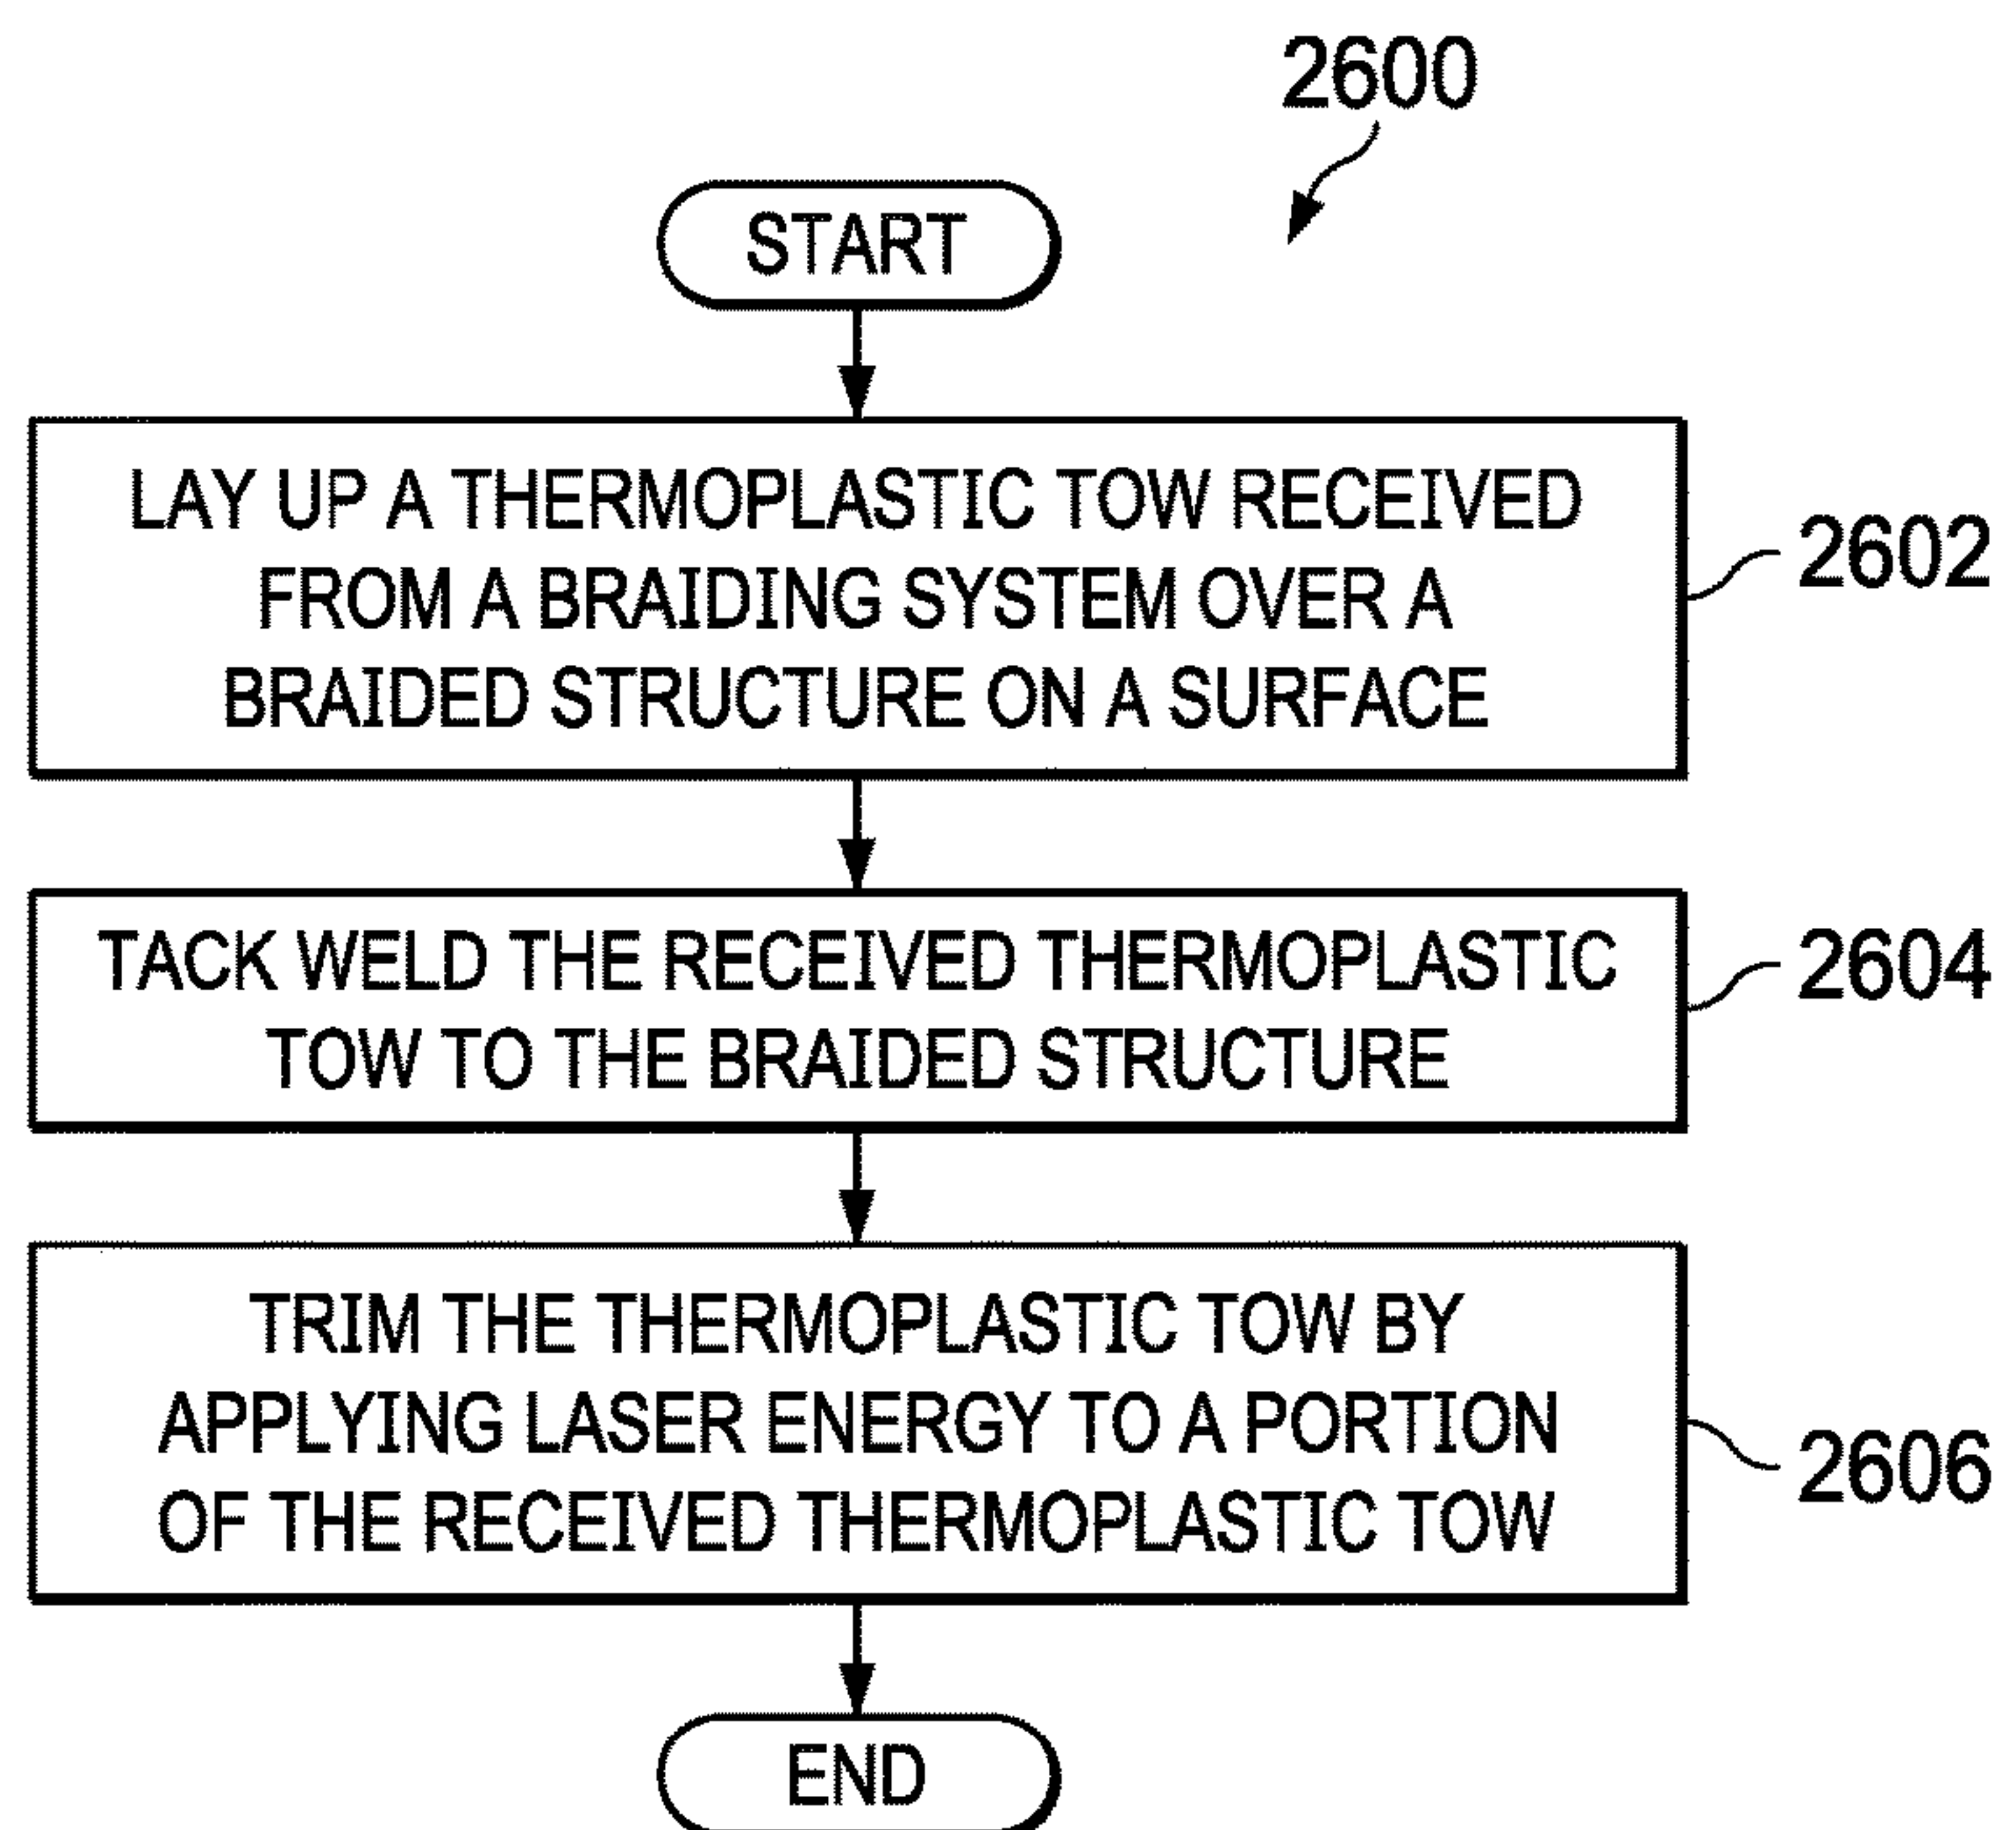 2600
START
LAY UP A THERMOPLASTIC TOW RECEIVED
FROM A BRAIDING SYSTEM OVER A
BRAIDED STRUCTURE ON A SURFACE
2602
TACK WELD THE RECEIVED THERMOPLASTIC
TOW TO THE BRAIDED STRUCTURE
2604
TRIM THE THERMOPLASTIC TOW BY
APPLYING LASER ENERGY TO A PORTION
OF THE RECEIVED THERMOPLASTIC TOW
2606
END